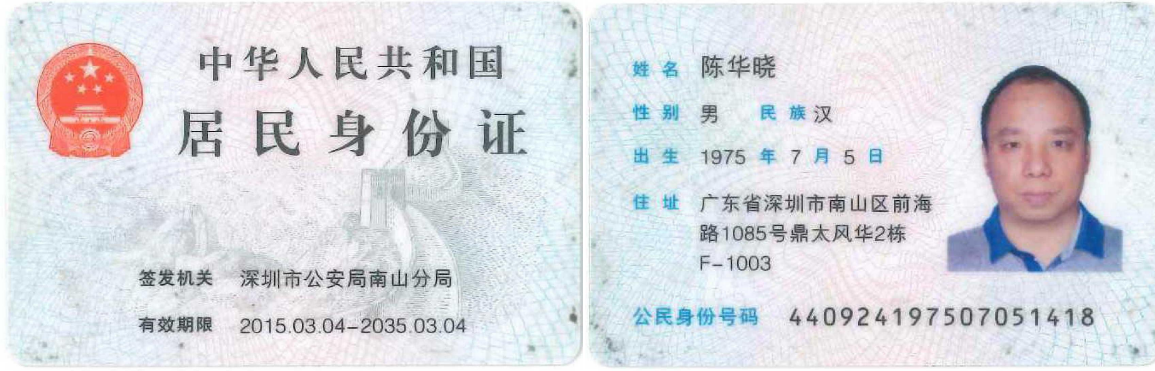 中华人民共和国
居民身份证
签发机关 深圳市公安局南山分局
有效期限 2015.03.04-2035.03.04
姓名 陈华晓
性别 男 民族 汉
出生 1975 年 7 月 5 日
住址 广东省深圳市南山区前海
路1085号鼎太风华2栋
F-1003
公民身份号码 440924197507051418